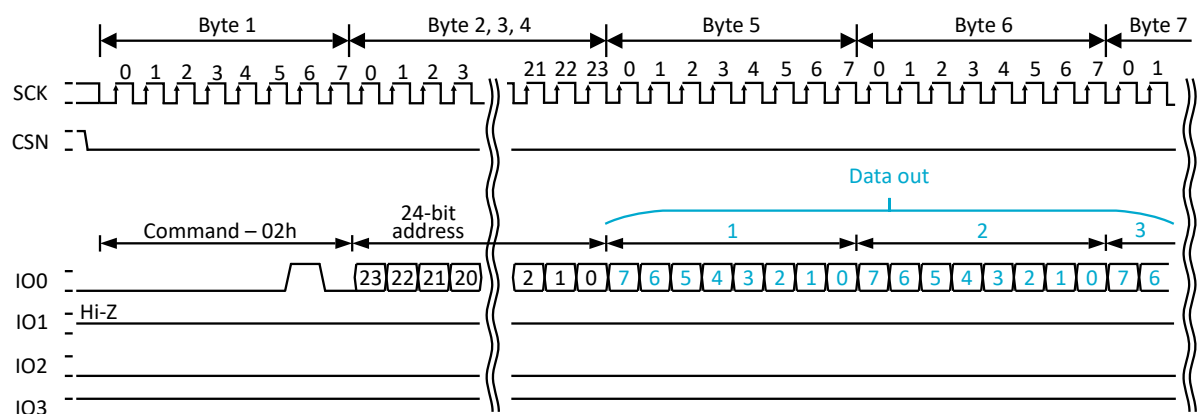 Byte 1 Byte 2, 3, 4 Byte 5 Byte 6 Byte 7
0 1 2 3 4 5 6 7 0 1 2 3 21 22 23 0 1 2 3 4 5 6 7 0 1 2 3 4 5 6 7 0 1
SCK
CSN
Data out
24-bit
Command – 02h address 1 2 3
IO0 23 22 21 20 2 1 0 7 6 5 4 3 2 1 0 7 6 5 4 3 2 1 0 7 6
Hi-Z
IO1
IO2
IO3